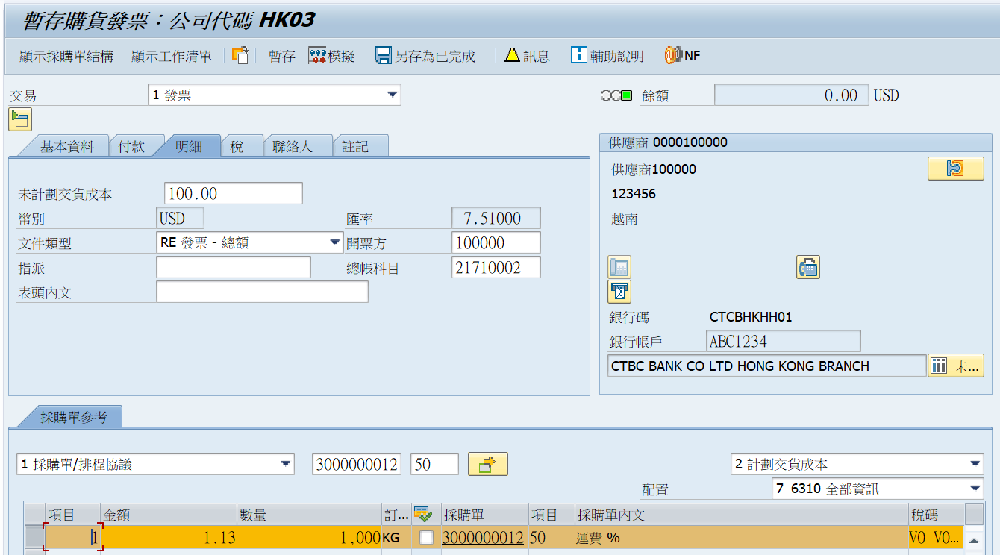 暫存購貨發票：公司代碼 HK03
顯示採購單結構 顯示工作清單 暫存 模擬 另存為已完成 訊息 輔助說明 NF
交易 1 發票 餘額 0.00 USD
基本資料 付款 明細 稅 聯絡人 註記
未計劃交貨成本 100.00
幣別 USD 匯率 7.51000
文件類型 RE 發票 - 總額 開票方 100000
指派 總帳科目 21710002
表頭內文
供應商 0000100000
供應商100000
123456
越南
銀行碼 CTCBHKHH01
銀行帳戶 ABC1234
CTBC BANK CO LTD HONG KONG BRANCH 未...
採購單參考
1 採購單/排程協議 3000000012 50 2 計劃交貨成本
配置 7_6310 全部資訊
項目 金額 數量 訂... 採購單 項目 採購單內文 稅碼
1 1.13 1,000 KG 3000000012 50 運費 % V0 V0...